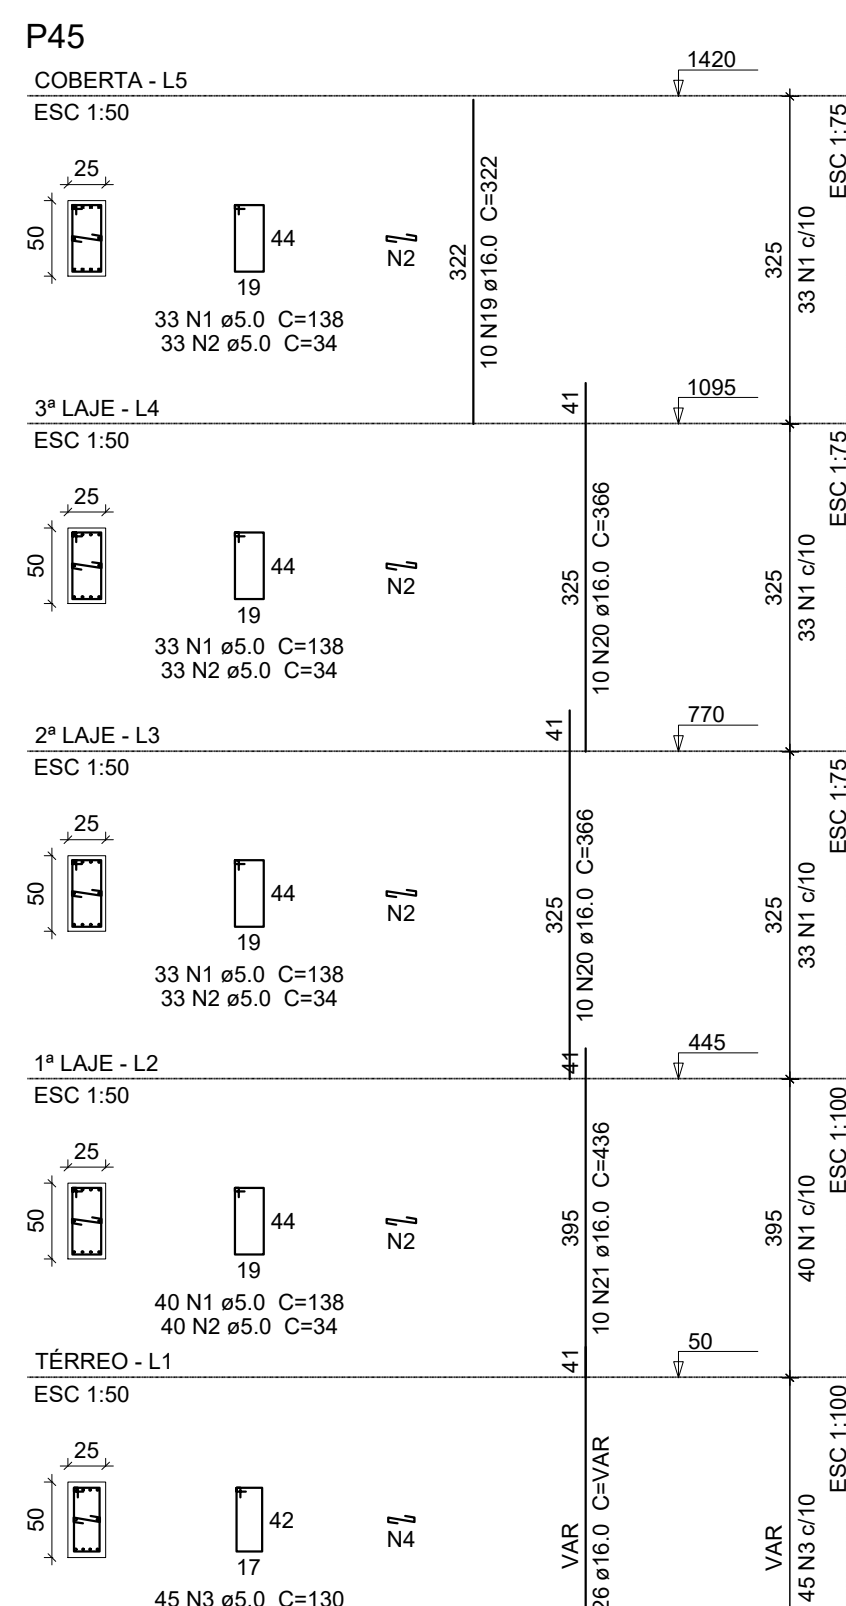 P45
COBERTA - L5
1420
ESC 1:50
ESC 1:75
25
50
44
19
N2
33 N1 ø5.0 C=138
33 N2 ø5.0 C=34
322
10 N19 ø16.0 C=322
325
33 N1 c/10
3ª LAJE - L4
41
1095
ESC 1:50
ESC 1:75
25
50
44
19
N2
33 N1 ø5.0 C=138
33 N2 ø5.0 C=34
325
10 N20 ø16.0 C=366
325
33 N1 c/10
2ª LAJE - L3
41
770
ESC 1:50
ESC 1:75
25
50
44
19
N2
33 N1 ø5.0 C=138
33 N2 ø5.0 C=34
325
10 N20 ø16.0 C=366
325
33 N1 c/10
1ª LAJE - L2
41
445
ESC 1:50
ESC 1:100
25
50
44
19
N2
40 N1 ø5.0 C=138
40 N2 ø5.0 C=34
395
10 N21 ø16.0 C=436
395
40 N1 c/10
TÉRREO - L1
41
50
ESC 1:50
ESC 1:100
25
50
42
17
N4
45 N3 ø5.0 C=130
VAR
26 ø16.0 C=VAR
VAR
45 N3 c/10